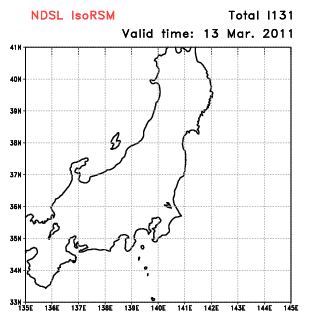 NDSL IsoRSM Total I131
Valid time: 13 Mar. 2011
41N
40N
39N
38N
37N
36N
35N
34N
33N
135E 136E 137E 138E 139E 140E 141E 142E 143E 144E 145E